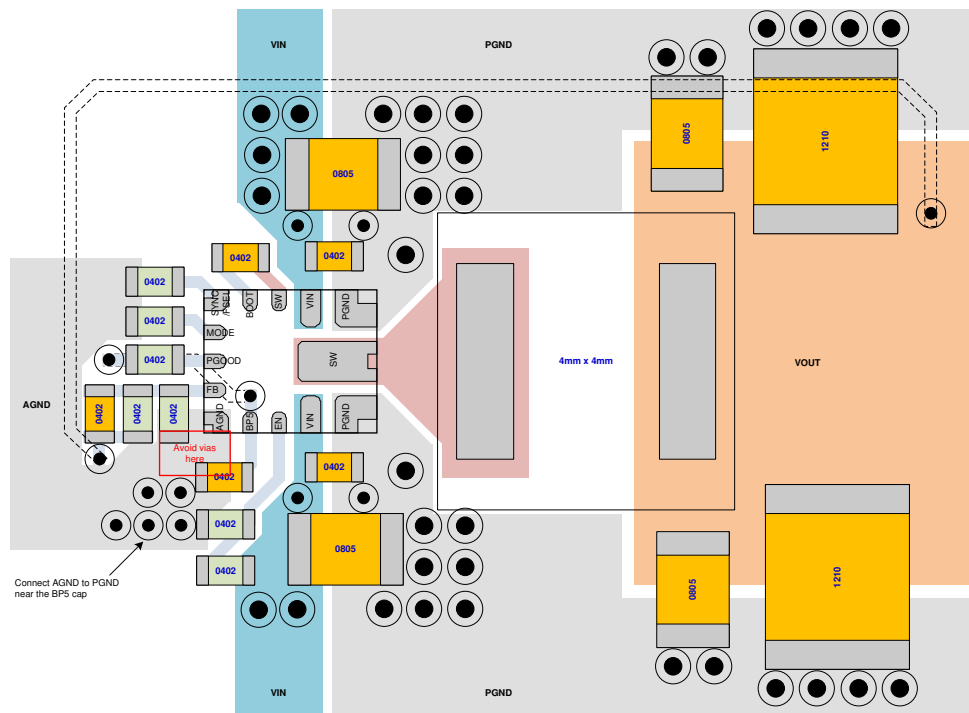 VIN
PGND
0805
1210
0805
0402
0402
0402
SYNC
/FSEL
BOOT
SW
VIN
PGND
0402
MODE
0402
PGOOD
SW
4mm x 4mm
VOUT
FB
AGND
0402
0402
0402
AGND
BP5
EN
VIN
PGND
Avoid vias
here
0402
0402
0402
0805
0402
1210
0805
Connect AGND to PGND
near the BP5 cap
VIN
PGND